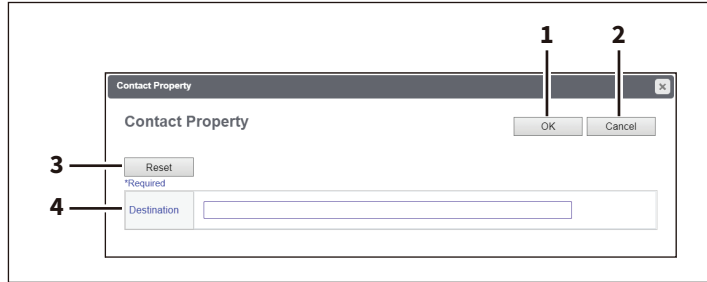 1 2
Contact Property
Contact Property
OK Cancel
3 Reset
*Required
4 Destination